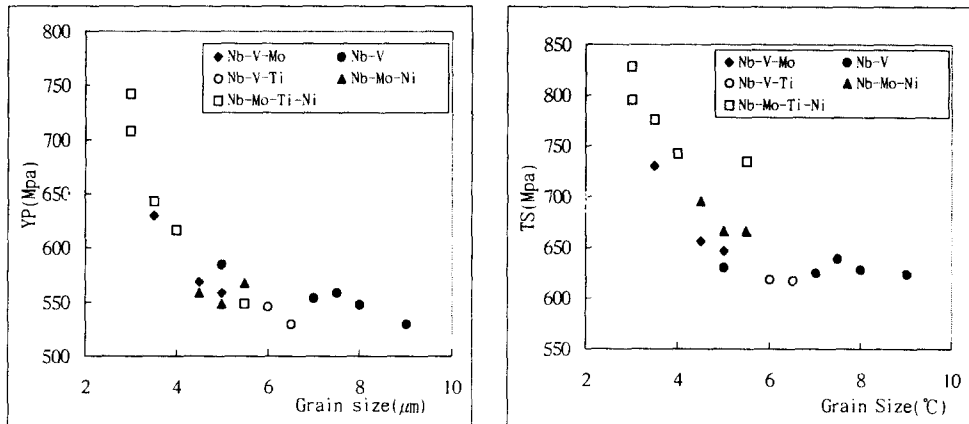 800
750
700
650
600
550
500
YP(Mpa)
Nb-V-Mo
Nb-V
Nb-V-Ti
Nb-Mo-Ni
Nb-Mo-Ti-Ni
2
4
6
8
10
Grain size(μm)
850
800
750
700
650
600
550
TS(Mpa)
Nb-V-Mo
Nb-V
Nb-V-Ti
Nb-Mo-Ni
Nb-Mo-Ti-Ni
2
4
6
8
10
Grain Size(℃)